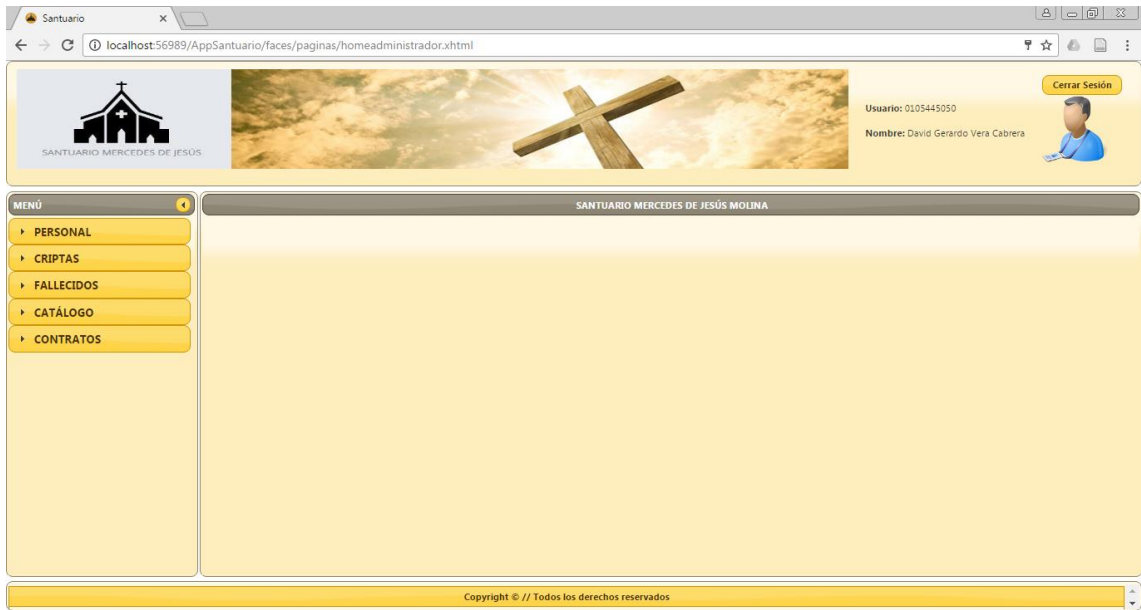 Santuario
localhost:56989/AppSantuario/faces/paginas/homeadministrador.xhtml
SANTUARIO MERCEDES DE JESÚS
Cerrar Sesión
Usuario: 0105445050
Nombre: David Gerardo Vera Cabrera
MENÚ
SANTUARIO MERCEDES DE JESÚS MOLINA
PERSONAL
CRIPTAS
FALLECIDOS
CATÁLOGO
CONTRATOS
Copyright © // Todos los derechos reservados